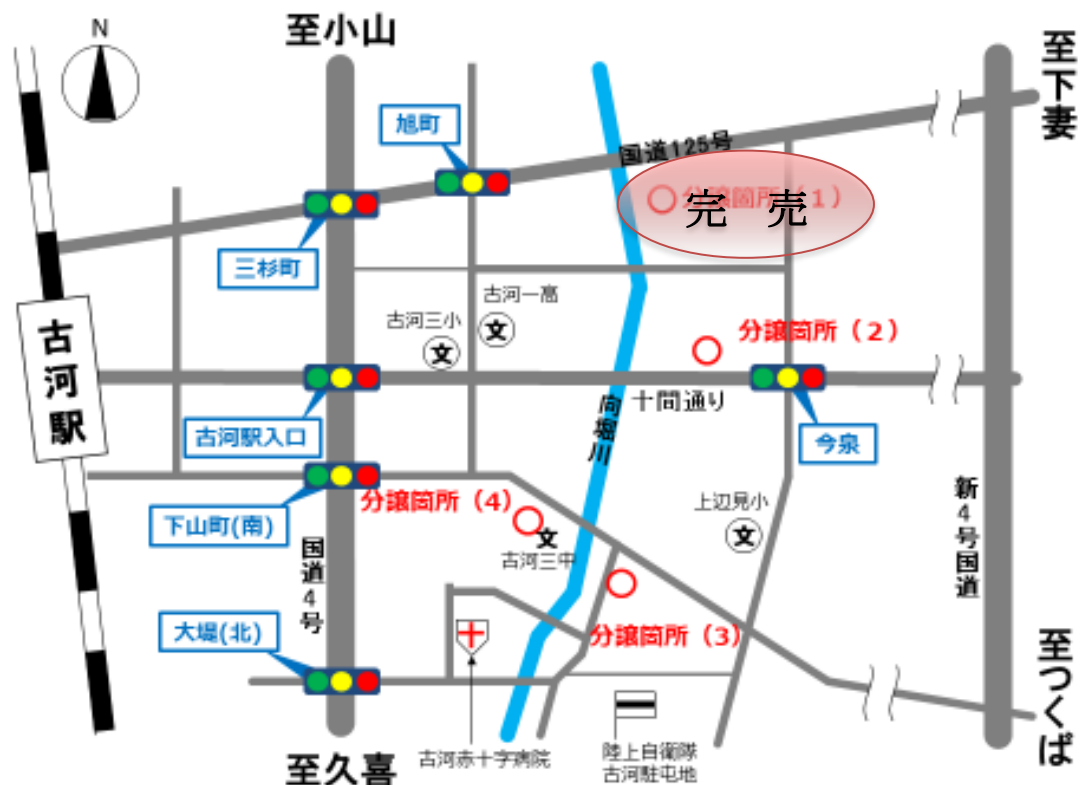 至小山
N
至下妻
旭町
国道125号
分譲箇所（1）
完 売
三杉町
古河一高
古河三小
文
文
分譲箇所（2）
古河駅
十間通り
向堀川
古河駅入口
今泉
分譲箇所（4）
上辺見小
文
新4号国道
下山町(南)
文
古河三中
国道4号
大堤(北)
分譲箇所（3）
至つくば
古河赤十字病院
陸上自衛隊
古河駐屯地
至久喜